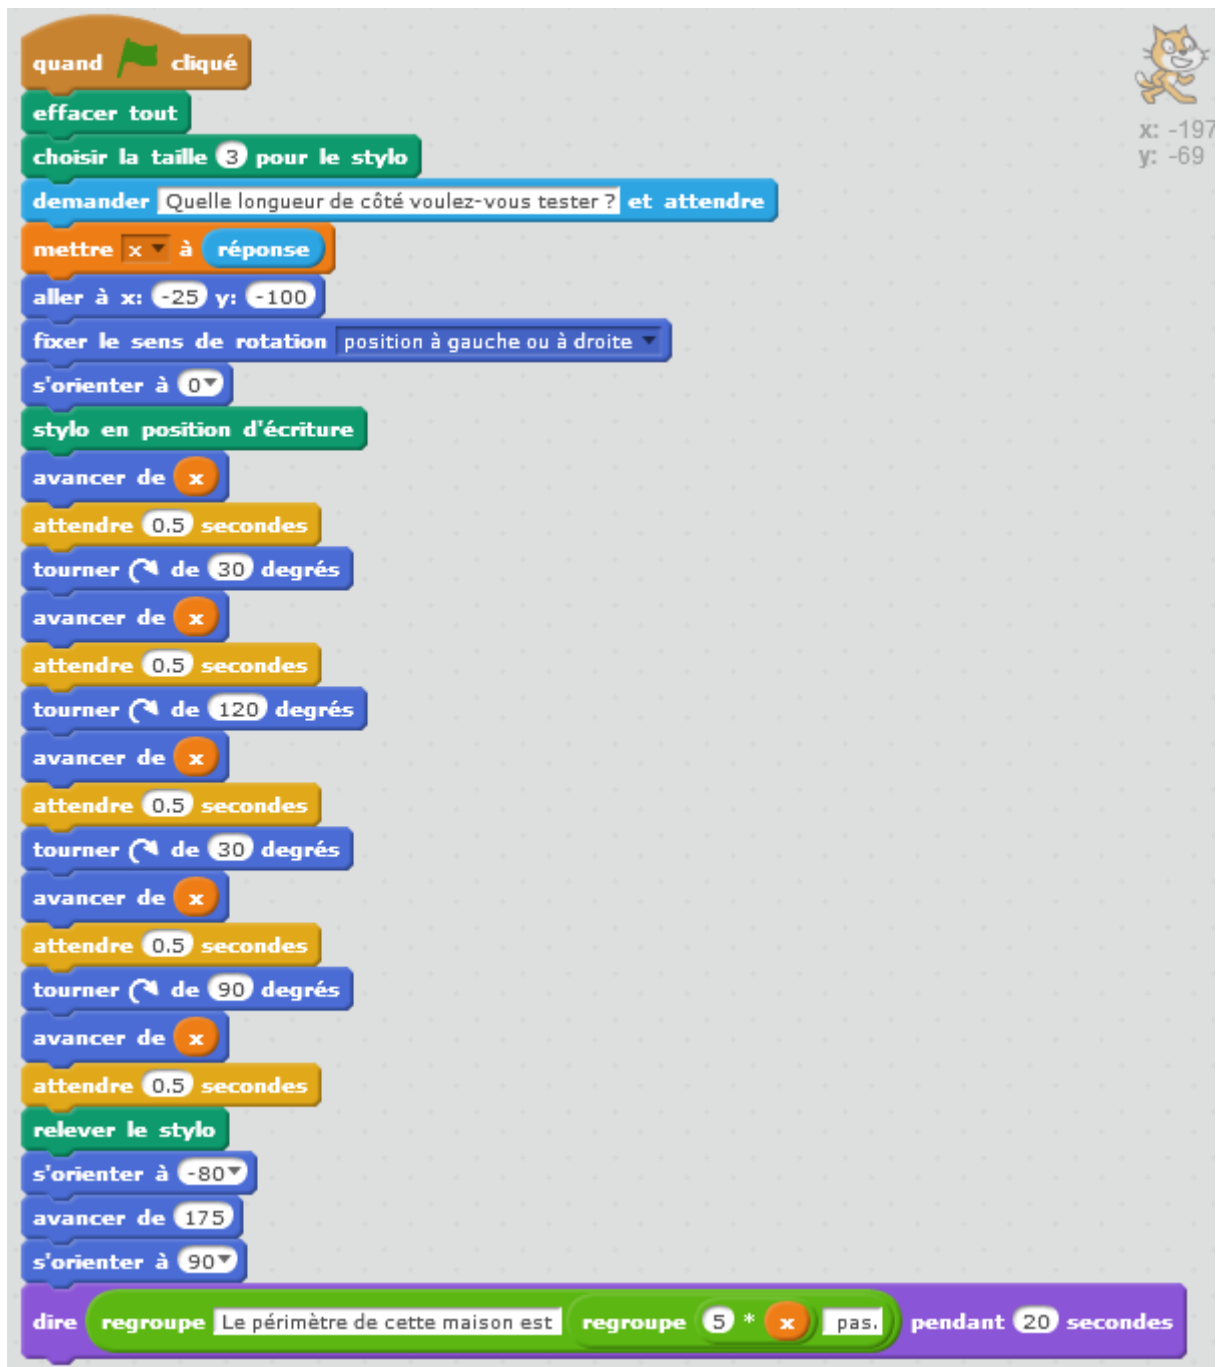 quand cliqué
effacer tout
x: -197
y: -69
choisir la taille 3 pour le stylo
demander Quelle longueur de côté voulez-vous tester ? et attendre
mettre x à réponse
aller à x: -25 y: -100
fixer le sens de rotation position à gauche ou à droite
s'orienter à 0
stylo en position d'écriture
avancer de x
attendre 0.5 secondes
tourner de 30 degrés
avancer de x
attendre 0.5 secondes
tourner de 120 degrés
avancer de x
attendre 0.5 secondes
tourner de 30 degrés
avancer de x
attendre 0.5 secondes
tourner de 90 degrés
avancer de x
attendre 0.5 secondes
relever le stylo
s'orienter à -80
avancer de 175
s'orienter à 90
dire regroupe Le périmètre de cette maison est regroupe 5 * x pas. pendant 20 secondes